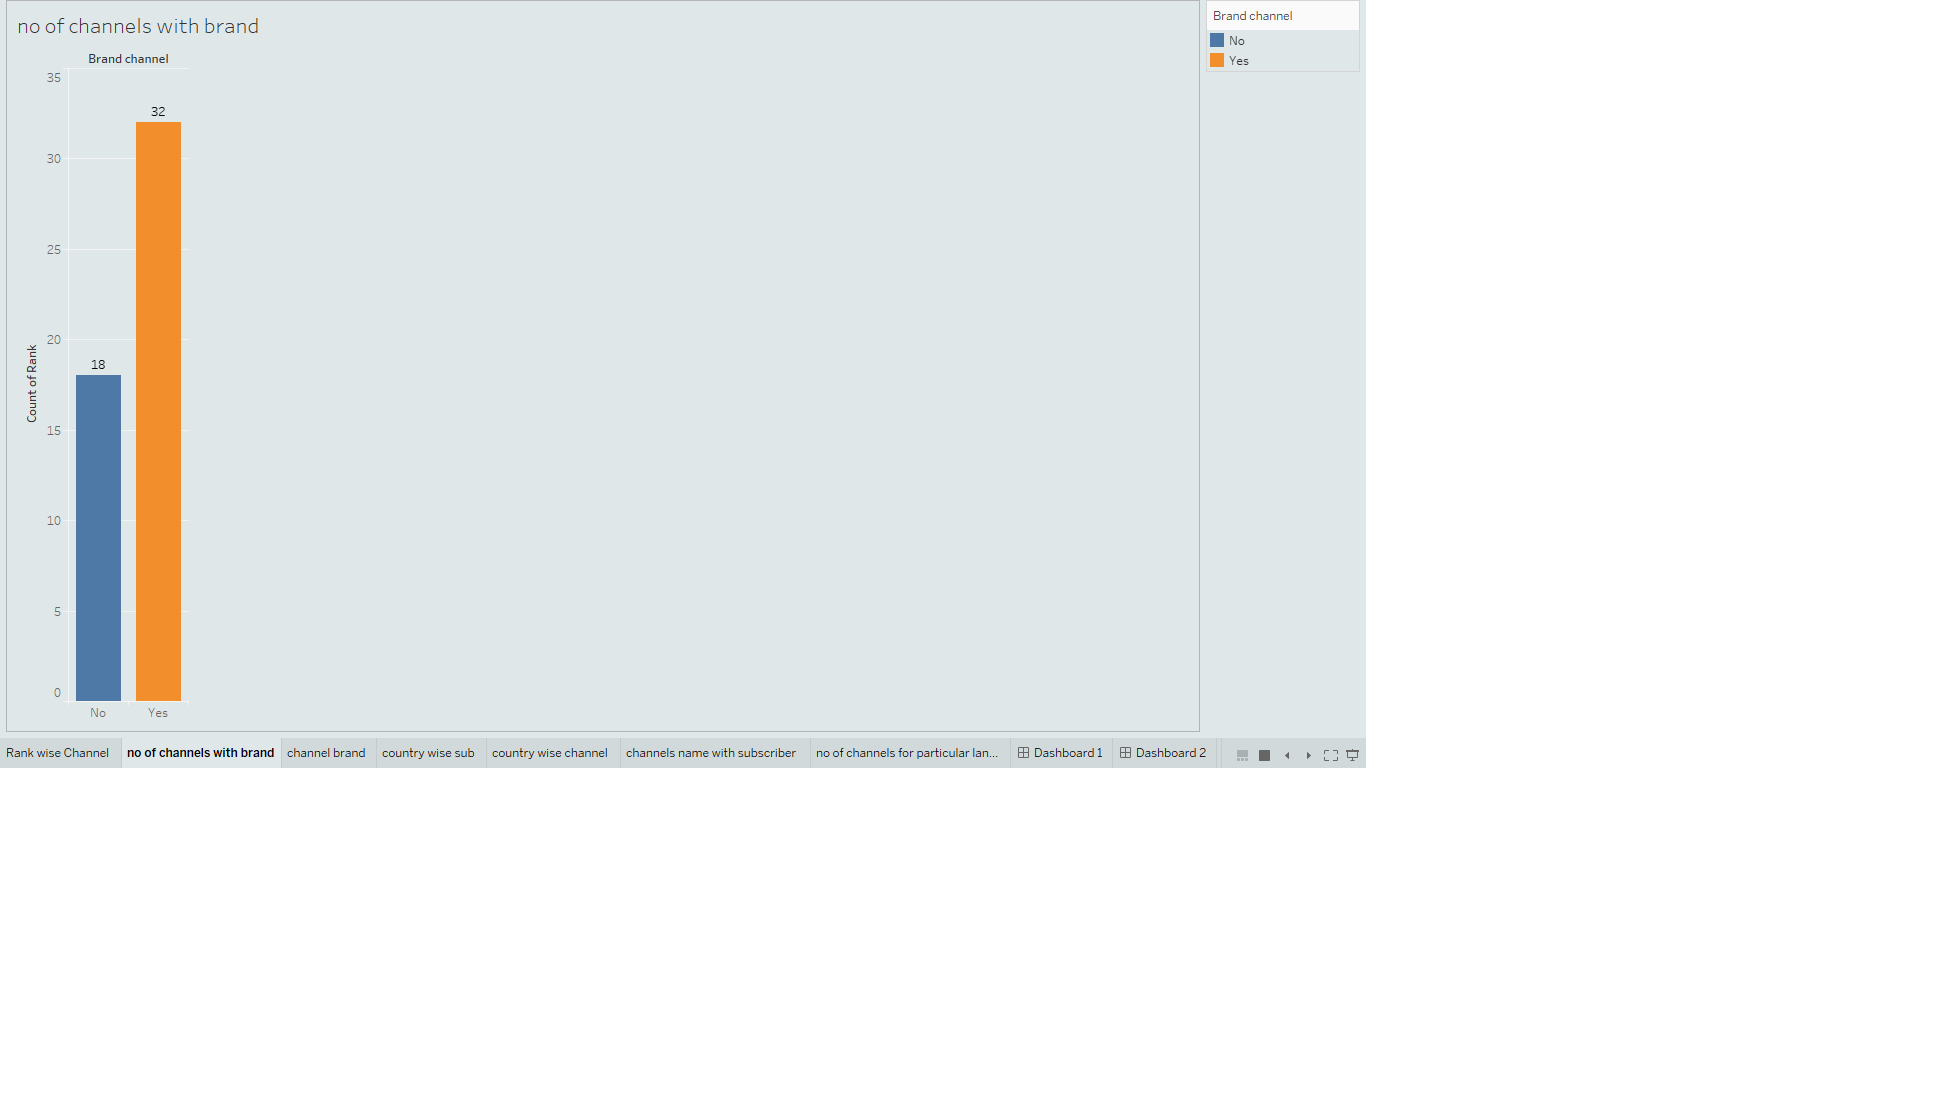 no of channels with brand
Brand channel
35
30
25
20
15
10
5
0
Count of Rank
18
32
No
Yes
Brand channel
No
Yes
Rank wise Channel
no of channels with brand
channel brand
country wise sub
country wise channel
channels name with subscriber
no of channels for particular lan...
Dashboard 1
Dashboard 2